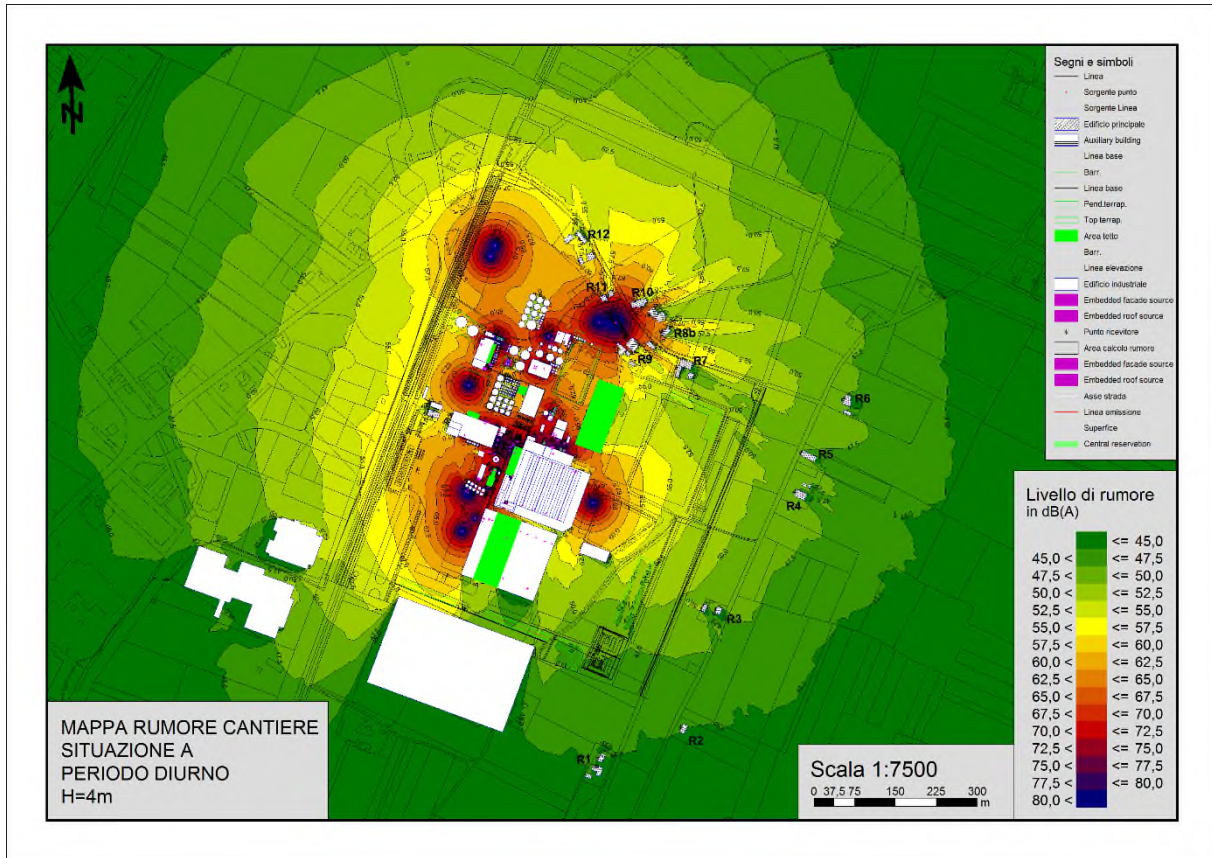 Segni e simboli
Linea
Sorgente punto
Sorgente Linea
Edificio principale
Auxiliary building
Linea base
Barr.
Linea base
Pend.terrap.
Top terrap.
Area tetto
Barr.
Linea elevazione
Edificio industriale
Embedded facade source
Embedded roof source
Punto ricevitore
Area calcolo rumore
Embedded facade source
Embedded roof source
Asse strada
Linea emissione
Superfice
Central reservation
R12
R11
R10
R8b
R9
R7
R6
R5
R4
R3
R2
R1
Livello di rumore
in dB(A)
<= 45,0
45,0 < <= 47,5
47,5 < <= 50,0
50,0 < <= 52,5
52,5 < <= 55,0
55,0 < <= 57,5
57,5 < <= 60,0
60,0 < <= 62,5
62,5 < <= 65,0
65,0 < <= 67,5
67,5 < <= 70,0
70,0 < <= 72,5
72,5 < <= 75,0
75,0 < <= 77,5
77,5 < <= 80,0
80,0 <
MAPPA RUMORE CANTIERE
SITUAZIONE A
PERIODO DIURNO
H=4m
Scala 1:7500
0 37,5 75 150 225 300
m